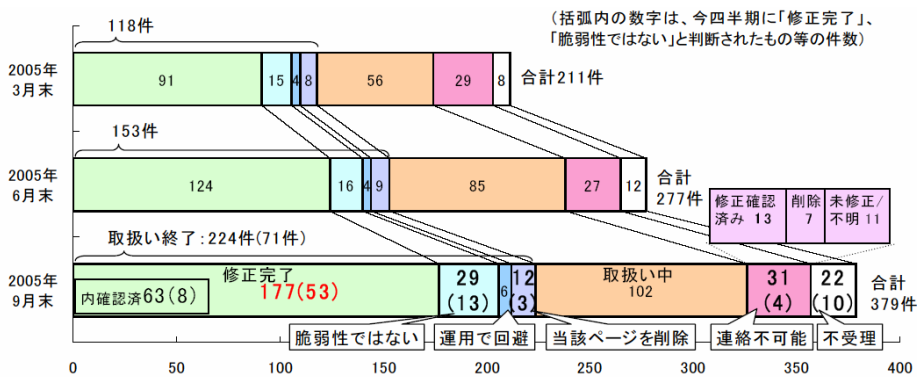 (括弧内の数字は、今四半期に「修正完了」、
「脆弱性ではない」と判断されたもの等の件数)
118件
2005年
3月末
91
15
4
8
56
29
8
合計211件
153件
2005年
6月末
124
16
4
9
85
27
12
合計
277件
修正確認
済み 13
削除
7
未修正/
不明 11
取扱い終了:224件(71件)
2005年
9月末
修正完了
177(53)
内確認済63(8)
29
(13)
6
12
(3)
取扱い中
102
31
(4)
22
(10)
合計
379件
脆弱性ではない
運用で回避
当該ページを削除
連絡不可能
不受理
0
50
100
150
200
250
300
350
400